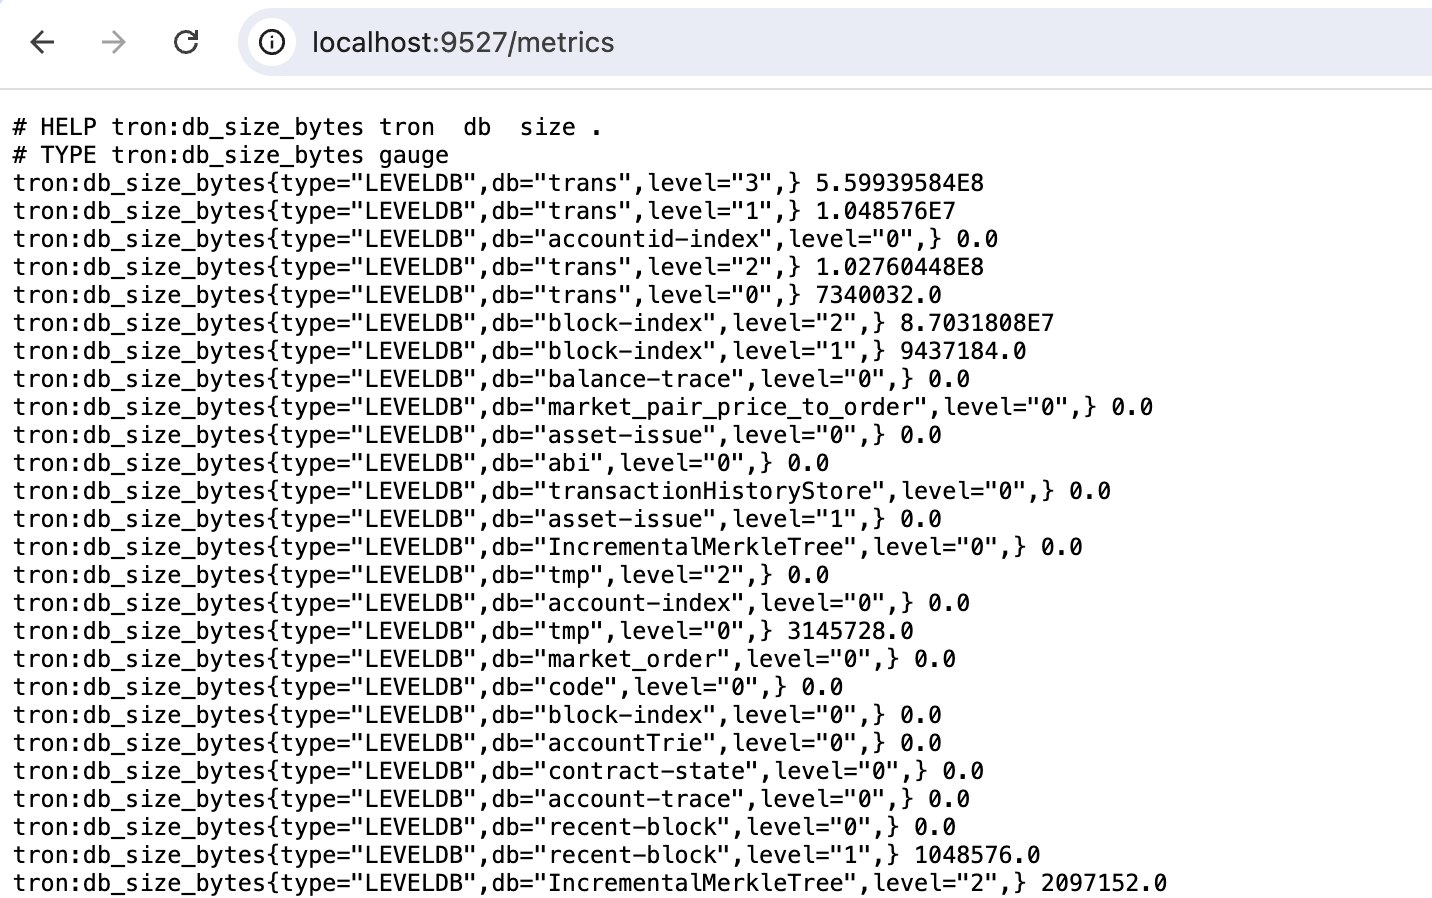 localhost:9527/metrics
# HELP tron:db_size_bytes tron  db  size .
# TYPE tron:db_size_bytes gauge
tron:db_size_bytes{type="LEVELDB",db="trans",level="3",} 5.59939584E8
tron:db_size_bytes{type="LEVELDB",db="trans",level="1",} 1.048576E7
tron:db_size_bytes{type="LEVELDB",db="accountid-index",level="0",} 0.0
tron:db_size_bytes{type="LEVELDB",db="trans",level="2",} 1.02760448E8
tron:db_size_bytes{type="LEVELDB",db="trans",level="0",} 7340032.0
tron:db_size_bytes{type="LEVELDB",db="block-index",level="2",} 8.7031808E7
tron:db_size_bytes{type="LEVELDB",db="block-index",level="1",} 9437184.0
tron:db_size_bytes{type="LEVELDB",db="balance-trace",level="0",} 0.0
tron:db_size_bytes{type="LEVELDB",db="market_pair_price_to_order",level="0",} 0.0
tron:db_size_bytes{type="LEVELDB",db="asset-issue",level="0",} 0.0
tron:db_size_bytes{type="LEVELDB",db="abi",level="0",} 0.0
tron:db_size_bytes{type="LEVELDB",db="transactionHistoryStore",level="0",} 0.0
tron:db_size_bytes{type="LEVELDB",db="asset-issue",level="1",} 0.0
tron:db_size_bytes{type="LEVELDB",db="IncrementalMerkleTree",level="0",} 0.0
tron:db_size_bytes{type="LEVELDB",db="tmp",level="2",} 0.0
tron:db_size_bytes{type="LEVELDB",db="account-index",level="0",} 0.0
tron:db_size_bytes{type="LEVELDB",db="tmp",level="0",} 3145728.0
tron:db_size_bytes{type="LEVELDB",db="market_order",level="0",} 0.0
tron:db_size_bytes{type="LEVELDB",db="code",level="0",} 0.0
tron:db_size_bytes{type="LEVELDB",db="block-index",level="0",} 0.0
tron:db_size_bytes{type="LEVELDB",db="accountTrie",level="0",} 0.0
tron:db_size_bytes{type="LEVELDB",db="contract-state",level="0",} 0.0
tron:db_size_bytes{type="LEVELDB",db="account-trace",level="0",} 0.0
tron:db_size_bytes{type="LEVELDB",db="recent-block",level="0",} 0.0
tron:db_size_bytes{type="LEVELDB",db="recent-block",level="1",} 1048576.0
tron:db_size_bytes{type="LEVELDB",db="IncrementalMerkleTree",level="2",} 2097152.0